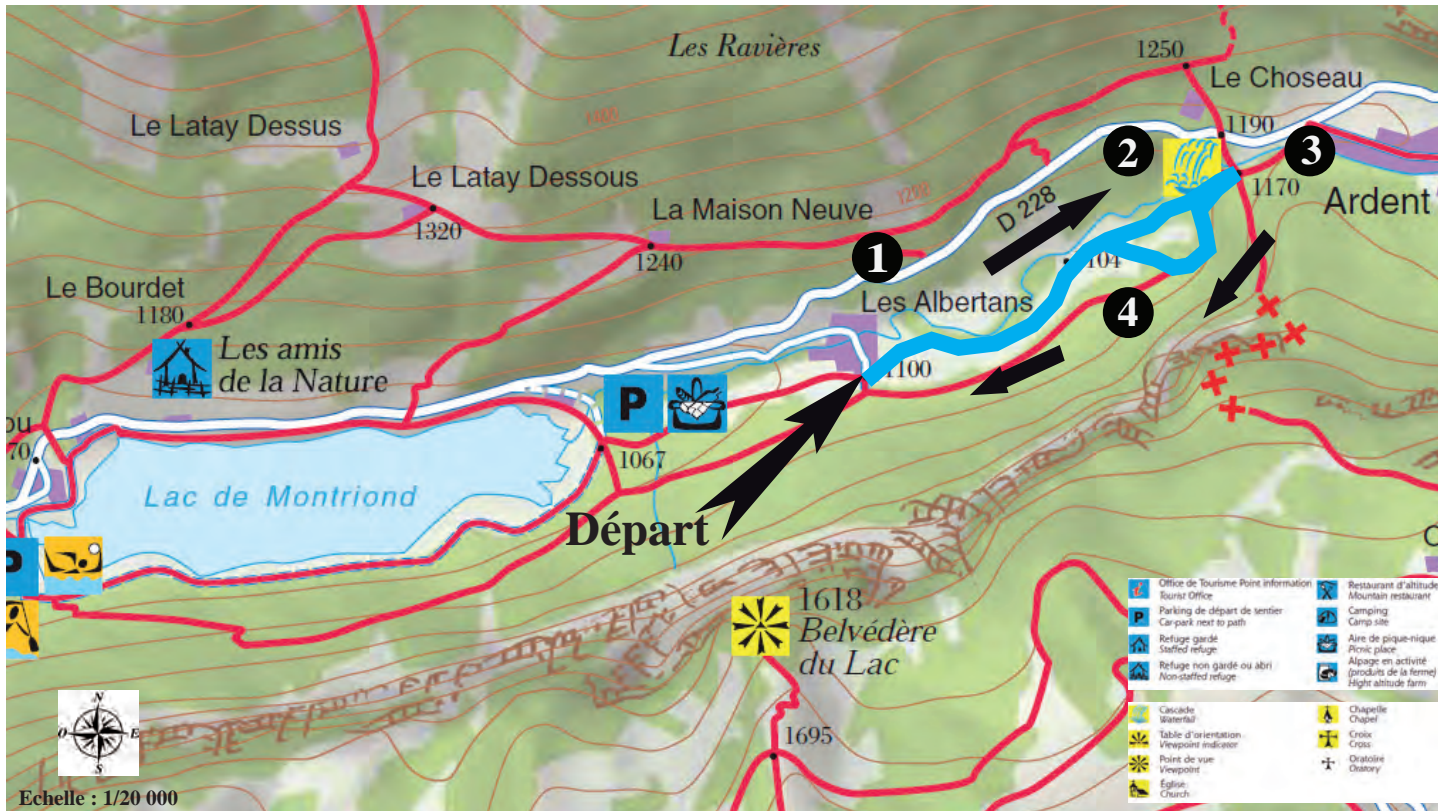 Les Ravières
1250
Le Choseau
Le Latay Dessus
1190
2
3
1170
Ardent
Le Latay Dessous
La Maison Neuve
D 228
1320
1240
1
104
Le Bourdet
1180
Les Albertans
4
Les amis
de la Nature
1100
P
ou
70
1067
Lac de Montriond
Départ
P
1618
Belvédère
du Lac
1695
N
O
E
S
Echelle : 1/20 000
Office de Tourisme Point information
Tourist Office
P
Parking de départ de sentier
Car-park next to path
Refuge gardé
Staffed refuge
Refuge non gardé ou abri
Non-staffed refuge
Restaurant d'altitude
Mountain restaurant
Camping
Camp site
Aire de pique-nique
Picnic place
Alpage en activité
(produits de la ferme)
Hight altitude farm
Cascade
Waterfall
Table d'orientation
Viewpoint indicator
Point de vue
Viewpoint
Église
Church
Chapelle
Chapel
Croix
Cross
Oratoire
Oratory